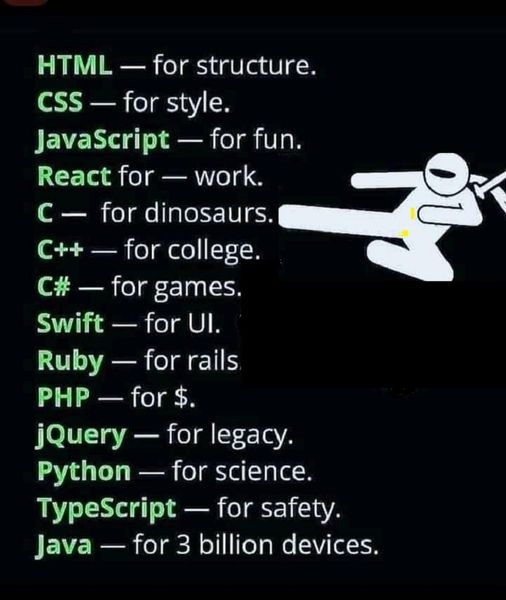 HTML — for structure.
CSS — for style.
JavaScript — for fun.
React for — work.
C — for dinosaurs.
C++ — for college.
C# — for games.
Swift — for UI.
Ruby — for rails.
PHP — for $.
jQuery — for legacy.
Python — for science.
TypeScript — for safety.
Java — for 3 billion devices.